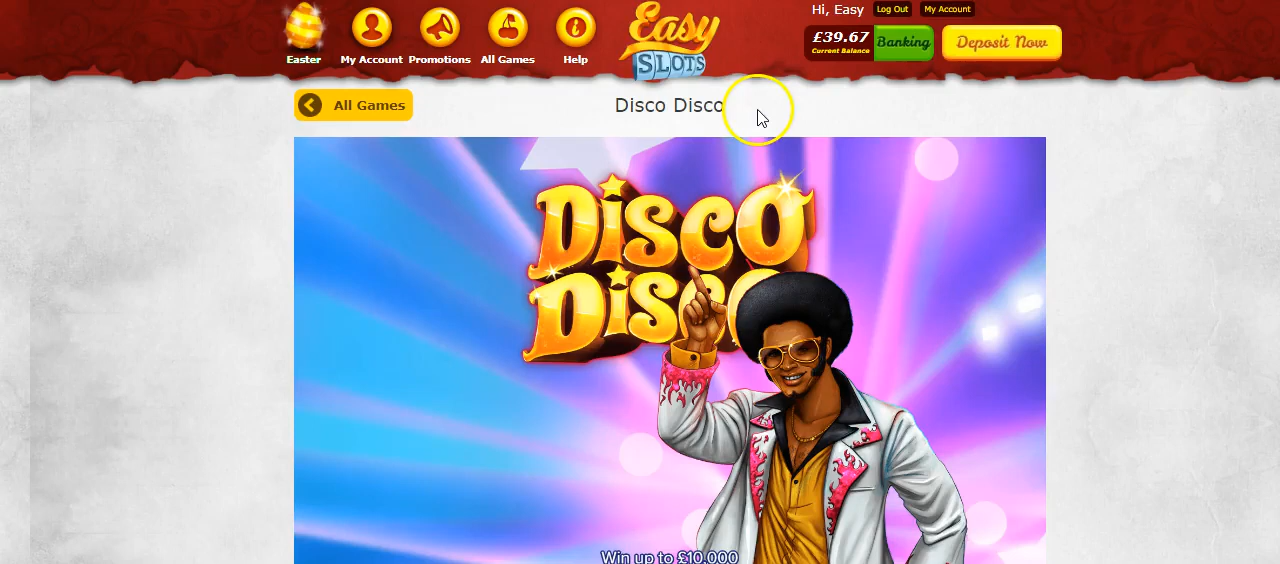 Easter
My Account
Promotions
All Games
Help
Easy
SLOTS
Hi, Easy
Log Out
My Account
£39.67
Current Balance
Banking
Deposit Now
All Games
Disco Disco
DISCO
DISCO
Win up to £10,000